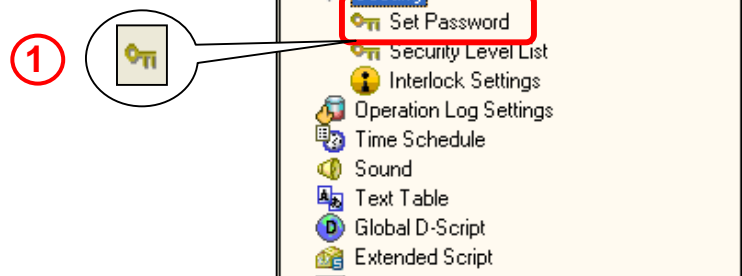 1
Set Password
Security Level List
Interlock Settings
Operation Log Settings
Time Schedule
Sound
Text Table
Global D-Script
Extended Script